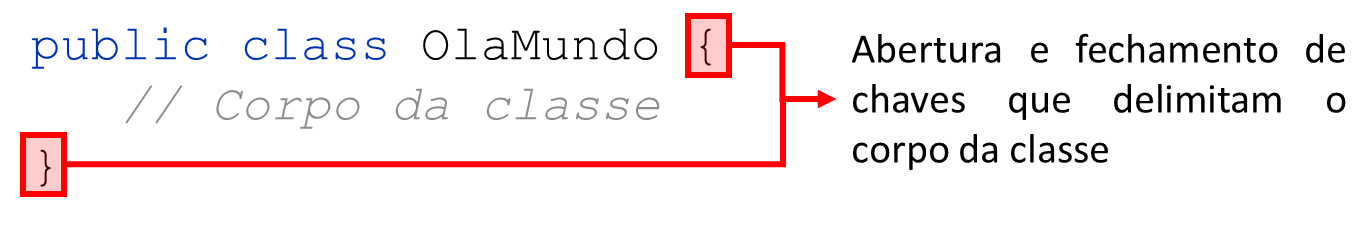 public class OlaMundo {
// Corpo da classe
}
Abertura e fechamento de
chaves que delimitam o
corpo da classe